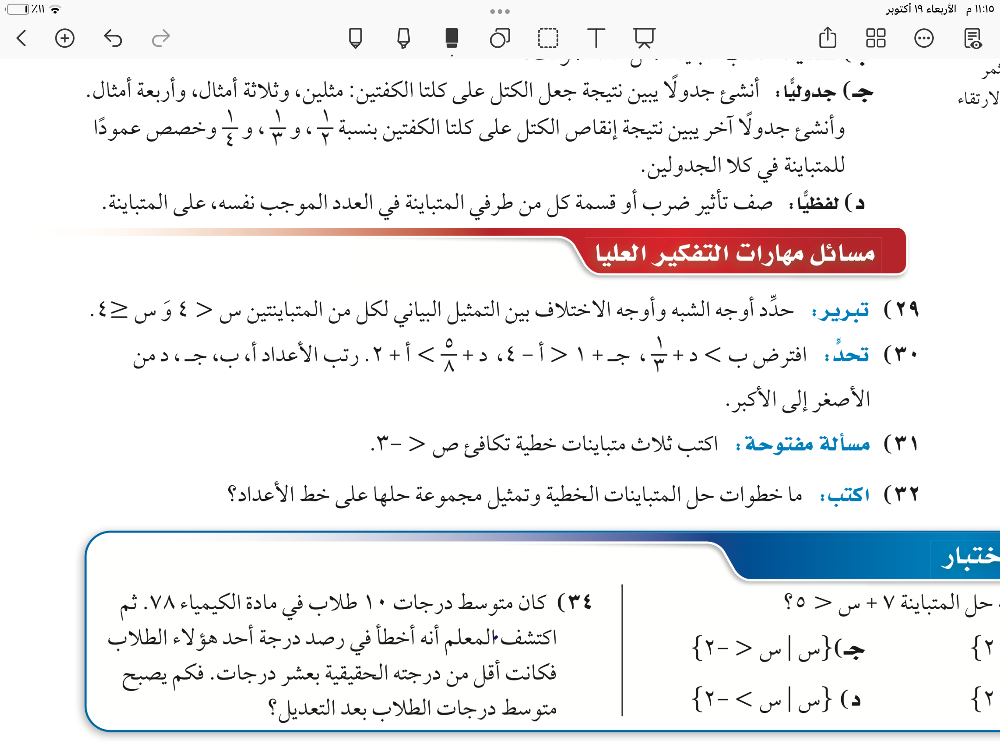 ١١:١٥ م الأربعاء ١٩ أكتوبر
٪١١
ثمر
لارتقاء
جـ) جدوليًّا: أنشئ جدولًا يبين نتيجة جعل الكتل على كلتا الكفتين: مثلين، وثلاثة أمثال، وأربعة أمثال.
وأنشئ جدولًا آخر يبين نتيجة إنقاص الكتل على كلتا الكفتين بنسبة ١/٢، و ١/٣، و ١/٤ وخصص عمودًا
للمتباينة في كلا الجدولين.
د) لفظيًّا: صف تأثير ضرب أو قسمة كل من طرفي المتباينة في العدد الموجب نفسه، على المتباينة.
مسائل مهارات التفكير العليا
٢٩) تبرير: حدِّد أوجه الشبه وأوجه الاختلاف بين التمثيل البياني لكل من المتباينتين س < ٤ وَ س ≤ ٤.
٣٠) تحدٍّ: افترض ب > د + ١/٣، جـ + ١ < أ − ٤، د + ٥/٨ > أ + ٢. رتب الأعداد أ، ب، جـ، د من
الأصغر إلى الأكبر.
٣١) مسألة مفتوحة: اكتب ثلاث متباينات خطية تكافئ ص < –٣.
٣٢) اكتب: ما خطوات حل المتباينات الخطية وتمثيل مجموعة حلها على خط الأعداد؟
ختبار
حل المتباينة ٧ + س < ٥؟
٢}
جـ) {س | س < –٢}
٢}
د) {س | س > –٢}
٣٤) كان متوسط درجات ١٠ طلاب في مادة الكيمياء ٧٨. ثم
اكتشف المعلم أنه أخطأ في رصد درجة أحد هؤلاء الطلاب
فكانت أقل من درجته الحقيقية بعشر درجات. فكم يصبح
متوسط درجات الطلاب بعد التعديل؟